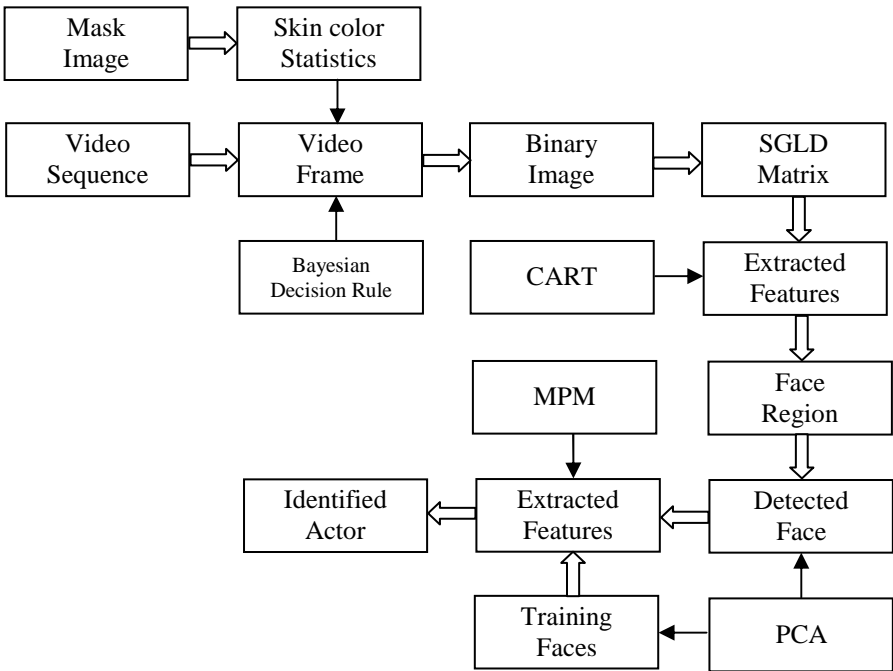 Mask
Image
Skin color
Statistics
Video
Sequence
Video
Frame
Binary
Image
SGLD
Matrix
Bayesian
Decision Rule
CART
Extracted
Features
MPM
Face
Region
Identified
Actor
Extracted
Features
Detected
Face
Training
Faces
PCA